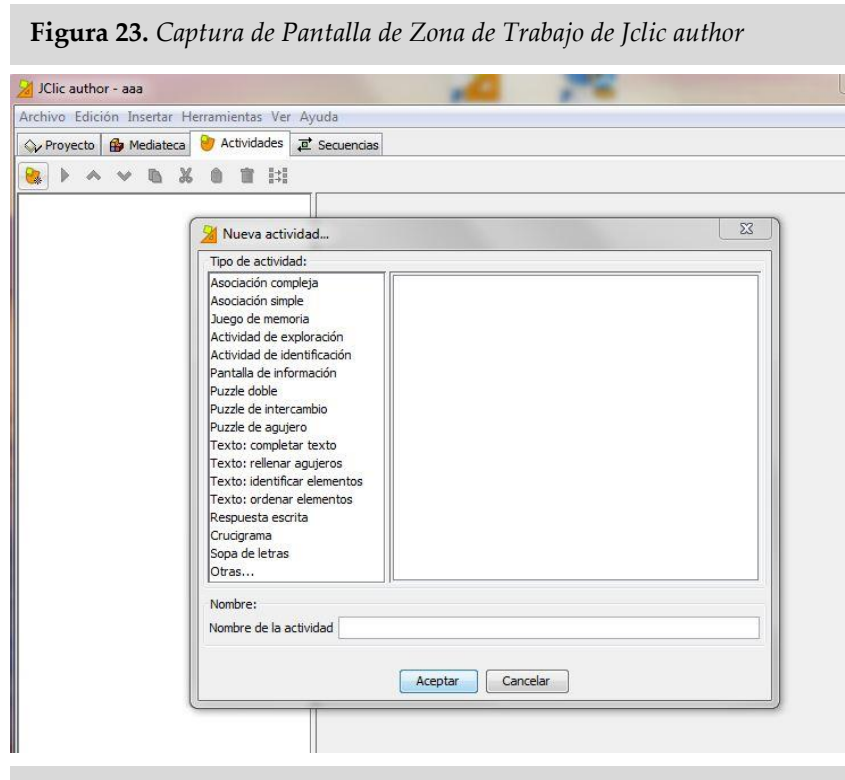 Figura 23. Captura de Pantalla de Zona de Trabajo de Jclic author
JClic author - aaa
Archivo Edición Insertar Herramientas Ver Ayuda
Proyecto Mediateca Actividades Secuencias
Nueva actividad...
Tipo de actividad:
Asociación compleja
Asociación simple
Juego de memoria
Actividad de exploración
Actividad de identificación
Pantalla de información
Puzzle doble
Puzzle de intercambio
Puzzle de agujero
Texto: completar texto
Texto: rellenar agujeros
Texto: identificar elementos
Texto: ordenar elementos
Respuesta escrita
Crucigrama
Sopa de letras
Otras...
Nombre:
Nombre de la actividad
Aceptar Cancelar